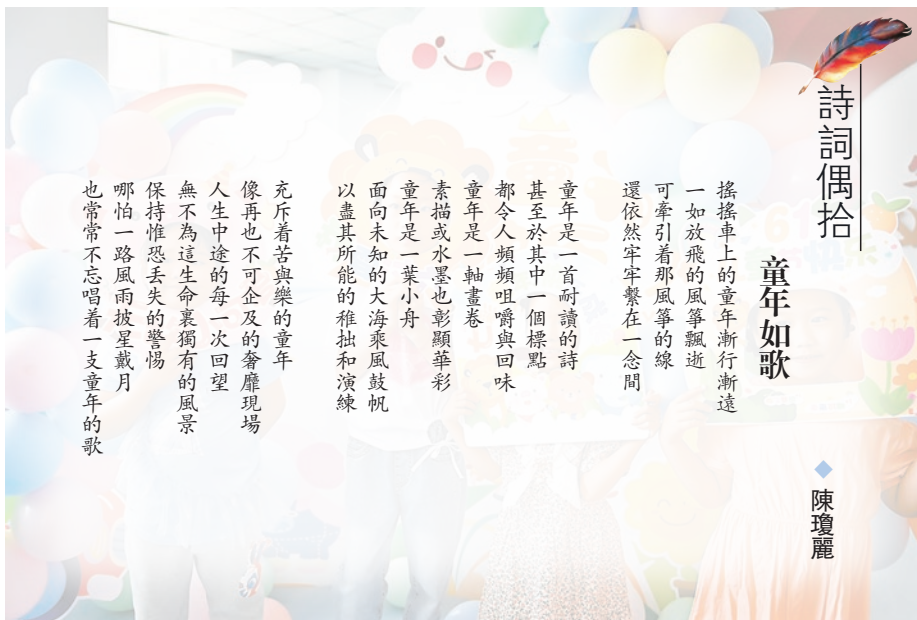 詩詞偶拾
童年如歌
◆陳瓊麗
搖搖車上的童年漸行漸遠
一如放飛的風箏飄逝
可牽引着那風箏的線
還依然牢牢繫在一念間
童年是一首耐讀的詩
甚至於其中一個標點
都令人頻頻咀嚼與回味
童年是一軸畫卷
素描或水墨也彰顯華彩
童年是一葉小舟
面向未知的大海乘風鼓帆
以盡其所能的稚拙和演練
充斥着苦與樂的童年
像再也不可企及的奢靡現場
人生中途的每一次回望
無不為這生命裏獨有的風景
保持惟恐丟失的警惕
哪怕一路風雨披星戴月
也常常不忘唱着一支童年的歌